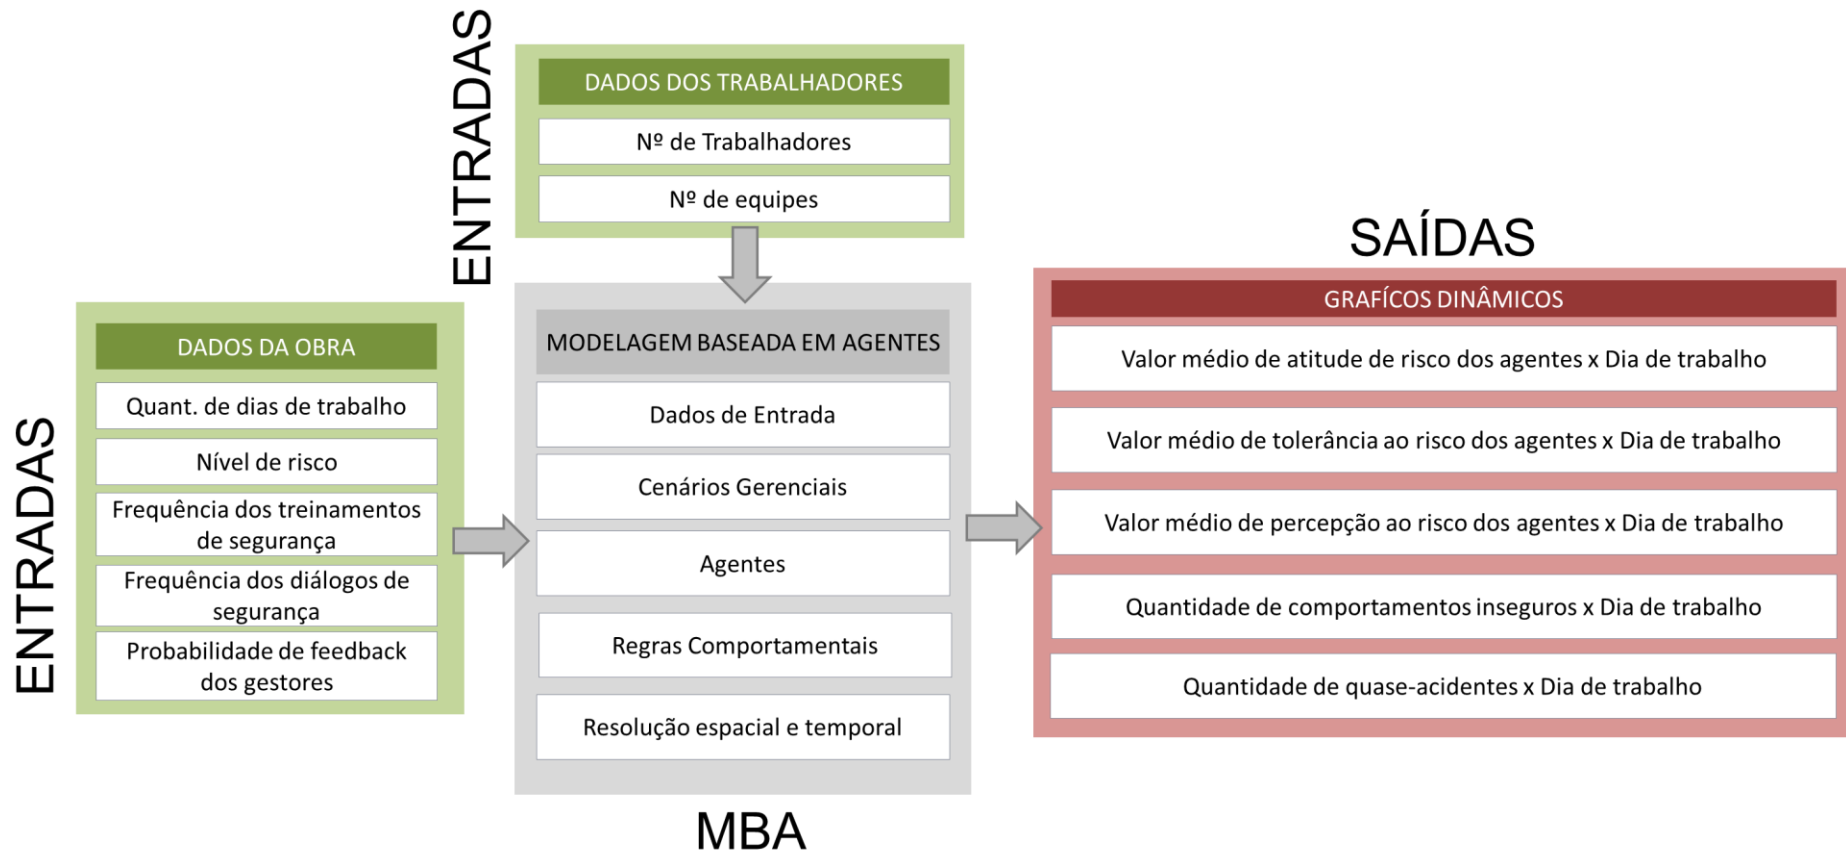 ENTRADAS
DADOS DOS TRABALHADORES
Nº de Trabalhadores
Nº de equipes
ENTRADAS
DADOS DA OBRA
Quant. de dias de trabalho
Nível de risco
Frequência dos treinamentos
de segurança
Frequência dos diálogos de
segurança
Probabilidade de feedback
dos gestores
MODELAGEM BASEADA EM AGENTES
Dados de Entrada
Cenários Gerenciais
Agentes
Regras Comportamentais
Resolução espacial e temporal
MBA
SAÍDAS
GRAFÍCOS DINÂMICOS
Valor médio de atitude de risco dos agentes x Dia de trabalho
Valor médio de tolerância ao risco dos agentes x Dia de trabalho
Valor médio de percepção ao risco dos agentes x Dia de trabalho
Quantidade de comportamentos inseguros x Dia de trabalho
Quantidade de quase-acidentes x Dia de trabalho